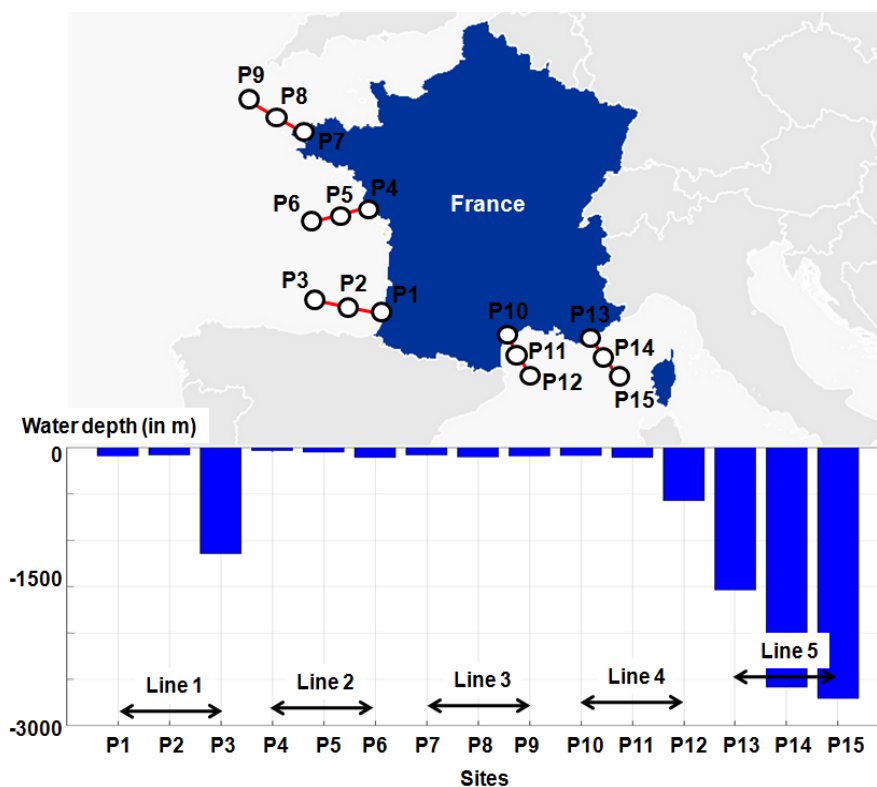 P9
P8
P7
P6 P5 P4
France
P3 P2 P1
P10 P13
P11 P14
P12 P15
Water depth (in m)
0
-1500
-3000
Line 1 Line 2 Line 3 Line 4 Line 5
P1 P2 P3 P4 P5 P6 P7 P8 P9 P10 P11 P12 P13 P14 P15
Sites